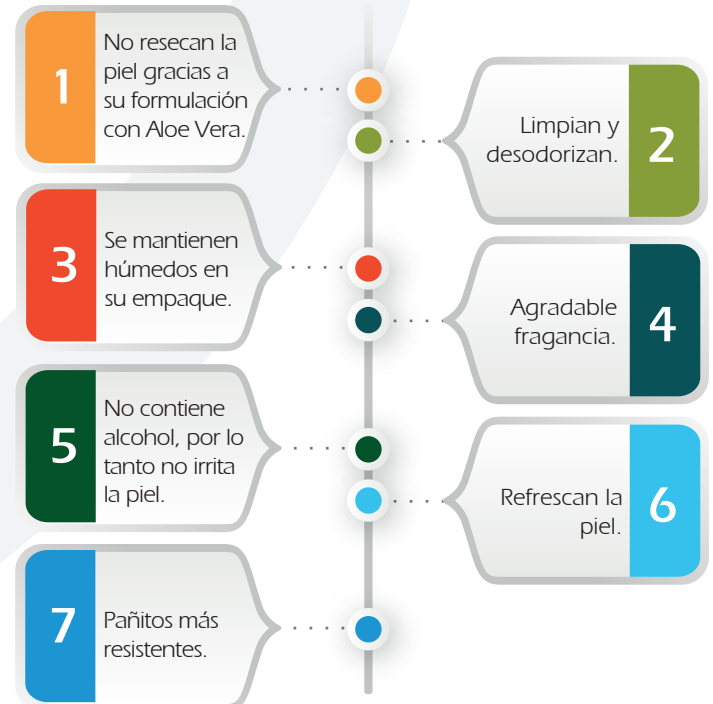 1
No resecan la
piel gracias a
su formulación
con Aloe Vera.
2
Limpian y
desodorizan.
3
Se mantienen
húmedos en
su empaque.
4
Agradable
fragancia.
5
No contiene
alcohol, por lo
tanto no irrita
la piel.
6
Refrescan la
piel.
7
Pañitos más
resistentes.